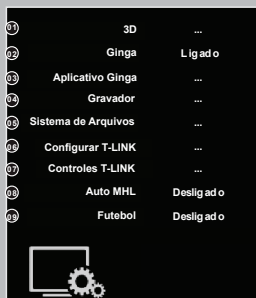 01 3D ...
02 Ginga Ligado
03 Aplicativo Ginga ...
04 Gravador ...
05 Sistema de Arquivos ...
06 Configurar T-LINK ...
07 Controles T-LINK ...
08 Auto MHL Desligado
09 Futebol Desligado